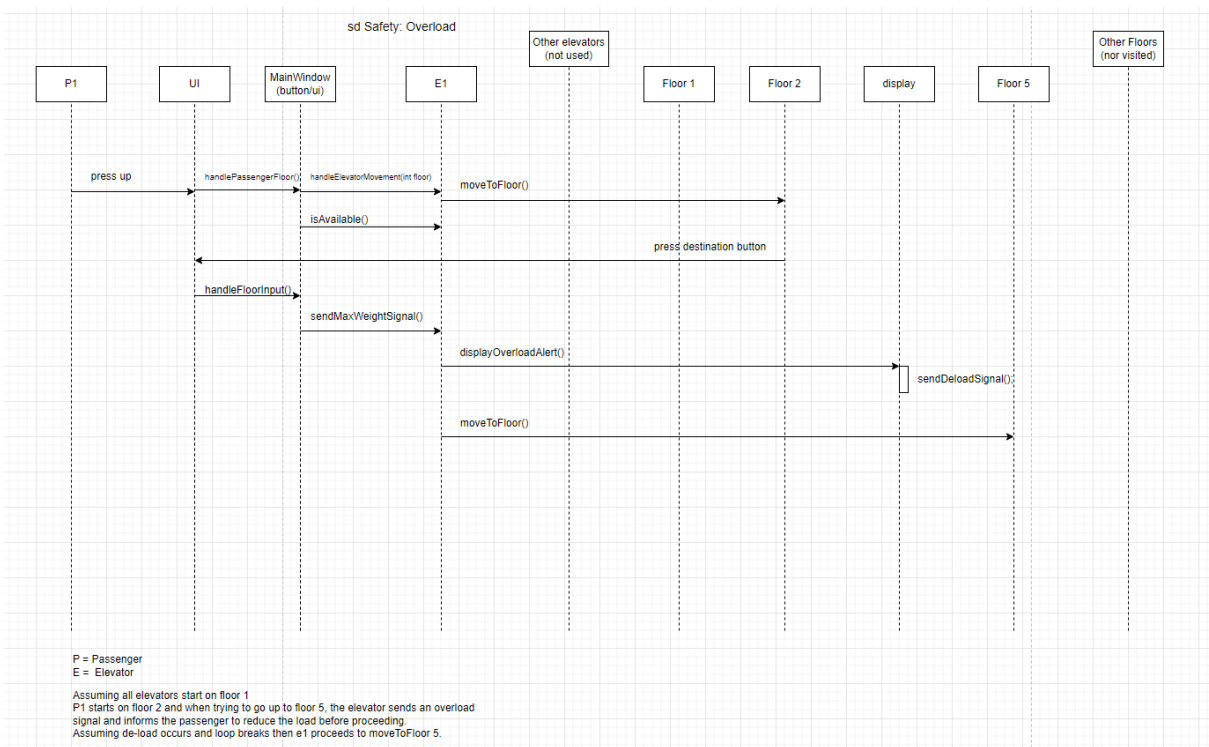 sd Safety: Overload
Other elevators
(not used)
Other Floors
(nor visited)
P1
UI
MainWindow
(button/ui)
E1
Floor 1
Floor 2
display
Floor 5
press up
handlePassengerFloor()
handleElevatorMovement(int floor)
moveToFloor()
isAvailable()
press destination button
handleFloorInput()
sendMaxWeightSignal()
displayOverloadAlert()
sendDeloadSignal();
moveToFloor()
P = Passenger
E =  Elevator
Assuming all elevators start on floor 1
P1 starts on floor 2 and when trying to go up to floor 5, the elevator sends an overload
signal and informs the passenger to reduce the load before proceeding.
Assuming de-load occurs and loop breaks then e1 proceeds to moveToFloor 5.